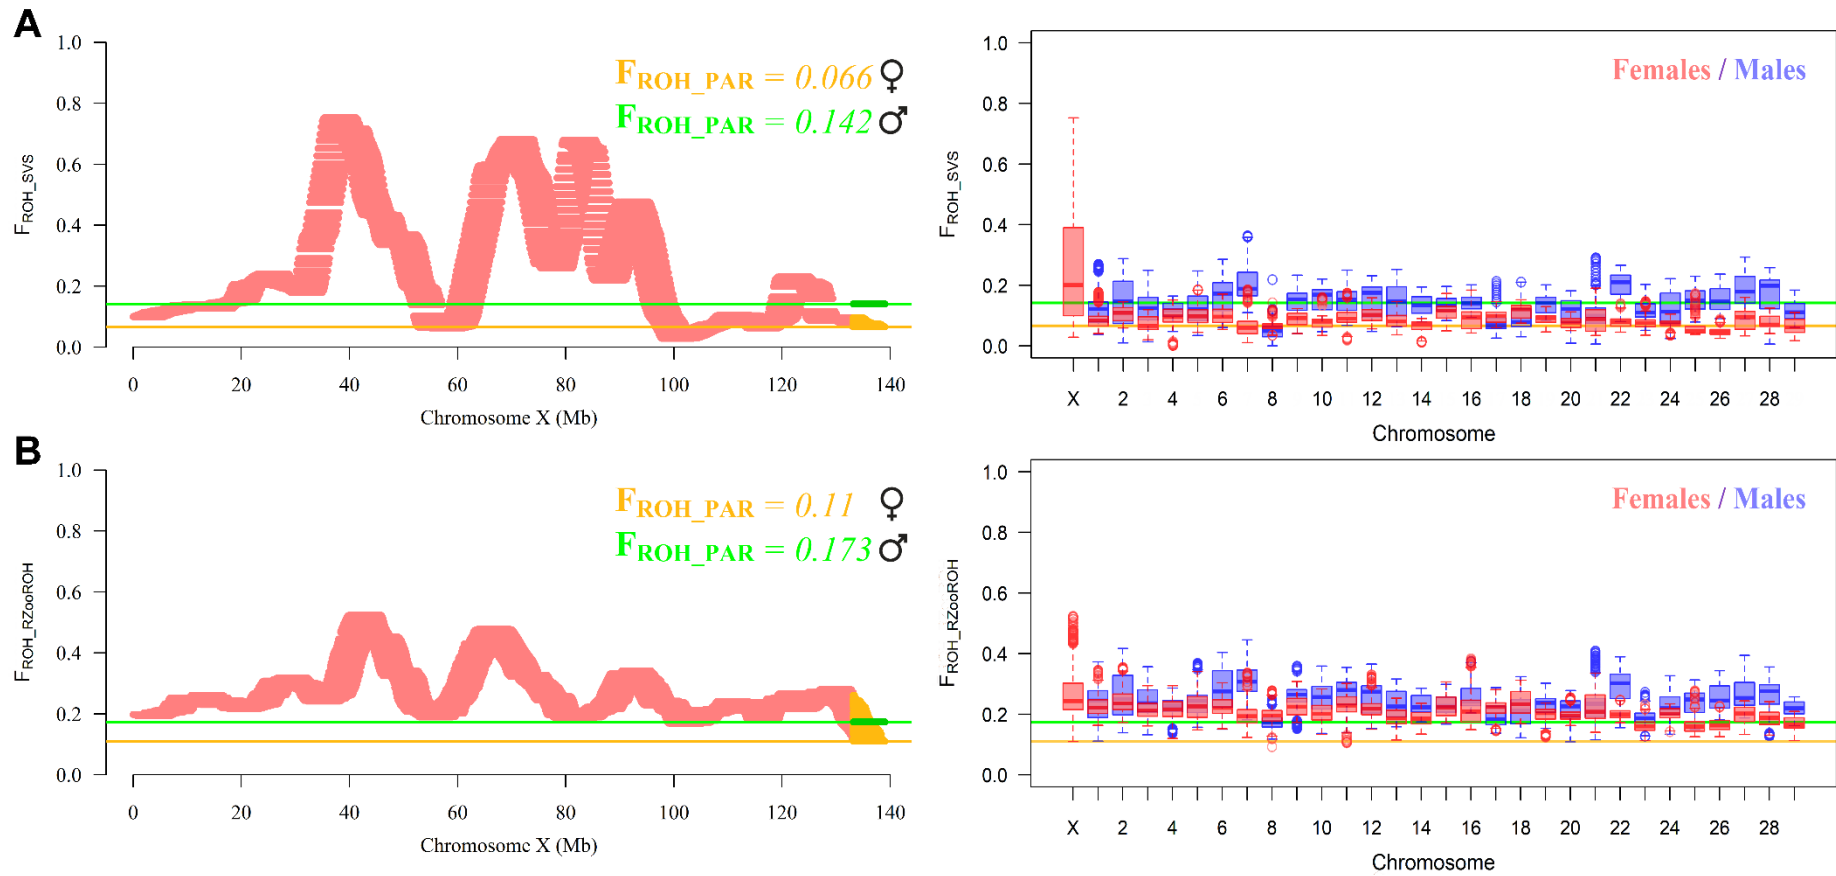 A
1.0
0.8
0.6
0.4
0.2
0.0
FROH_SVS
FROH_PAR = 0.066 ♀
FROH_PAR = 0.142 ♂
0 20 40 60 80 100 120 140
Chromosome X (Mb)
1.0
0.8
0.6
0.4
0.2
0.0
FROH_SVS
Females / Males
X 2 4 6 8 10 12 14 16 18 20 22 24 26 28
Chromosome
B
1.0
0.8
0.6
0.4
0.2
0.0
FROH_RZooROH
FROH_PAR = 0.11 ♀
FROH_PAR = 0.173 ♂
0 20 40 60 80 100 120 140
Chromosome X (Mb)
1.0
0.8
0.6
0.4
0.2
0.0
FROH_RZooROH
Females / Males
X 2 4 6 8 10 12 14 16 18 20 22 24 26 28
Chromosome